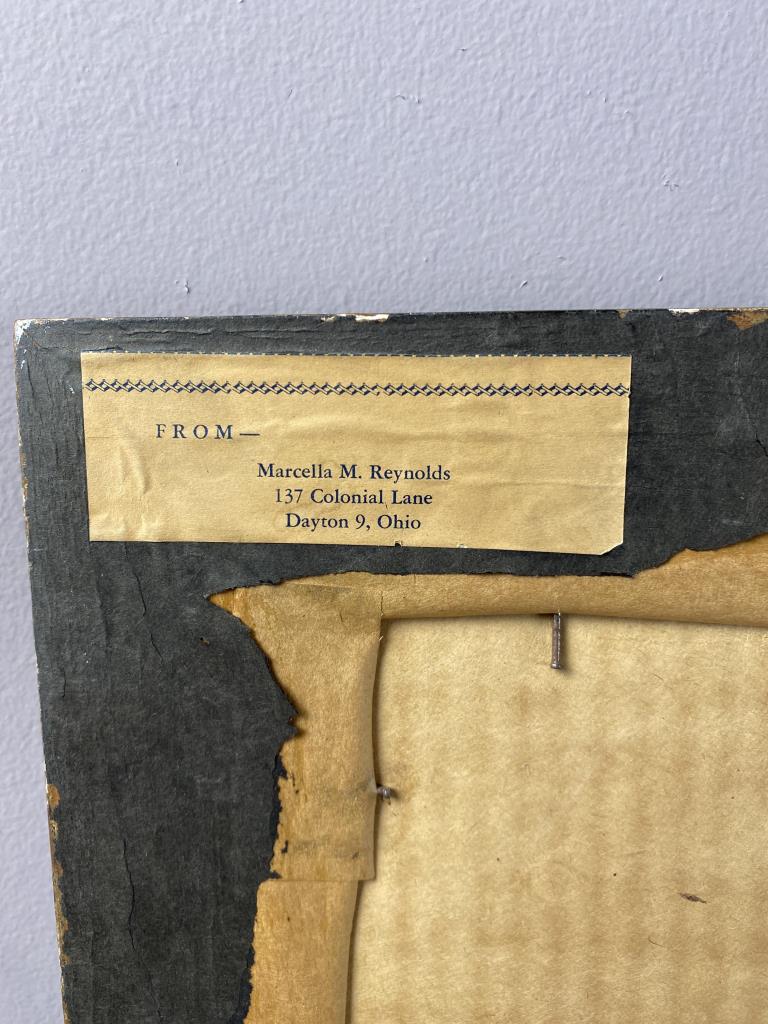 FROM—
Marcella M. Reynolds
137 Colonial Lane
Dayton 9, Ohio